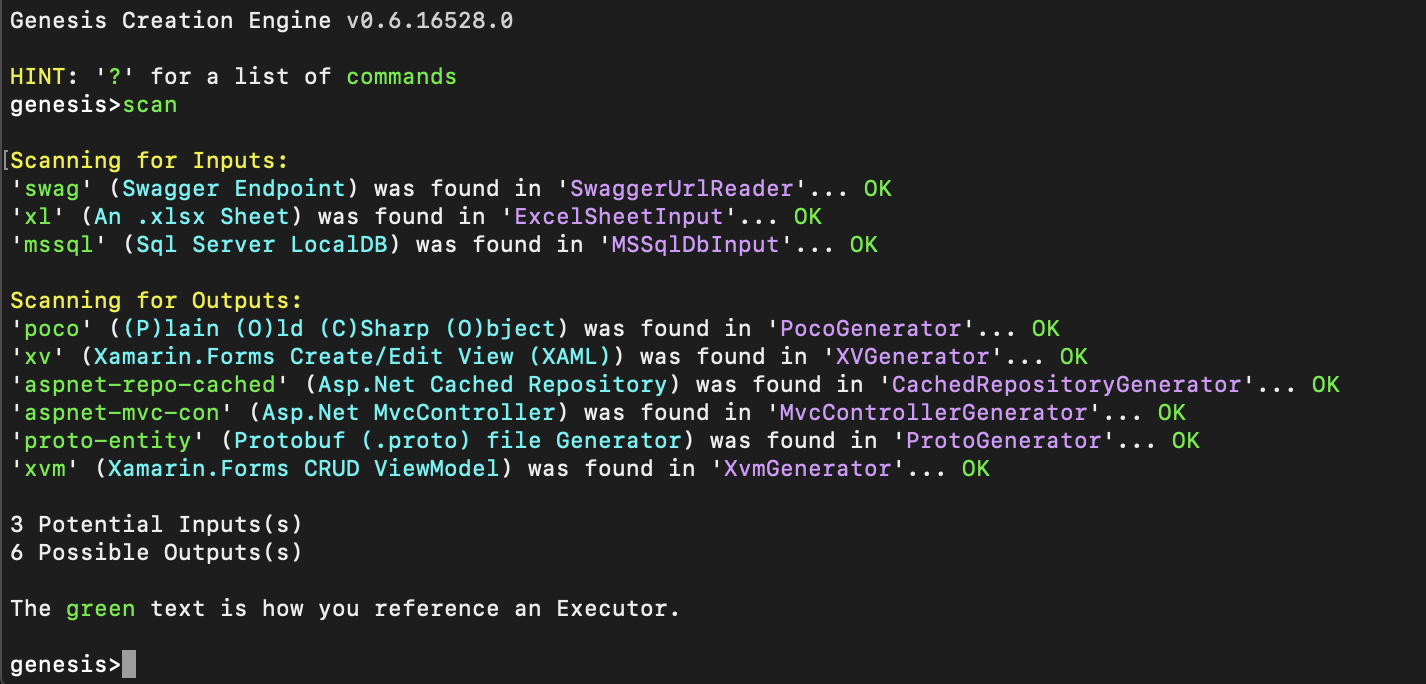 Genesis Creation Engine v0.6.16528.0
HINT: '?' for a list of commands
genesis>scan
[Scanning for Inputs:
'swag' (Swagger Endpoint) was found in 'SwaggerUrlReader'... OK
'xl' (An .xlsx Sheet) was found in 'ExcelSheetInput'... OK
'mssql' (Sql Server LocalDB) was found in 'MSSqlDbInput'... OK
Scanning for Outputs:
'poco' ((P)lain (O)ld (C)Sharp (O)bject) was found in 'PocoGenerator'... OK
'xv' (Xamarin.Forms Create/Edit View (XAML)) was found in 'XVGenerator'... OK
'aspnet-repo-cached' (Asp.Net Cached Repository) was found in 'CachedRepositoryGenerator'... OK
'aspnet-mvc-con' (Asp.Net MvcController) was found in 'MvcControllerGenerator'... OK
'proto-entity' (Protobuf (.proto) file Generator) was found in 'ProtoGenerator'... OK
'xvm' (Xamarin.Forms CRUD ViewModel) was found in 'XvmGenerator'... OK
3 Potential Inputs(s)
6 Possible Outputs(s)
The green text is how you reference an Executor.
genesis>